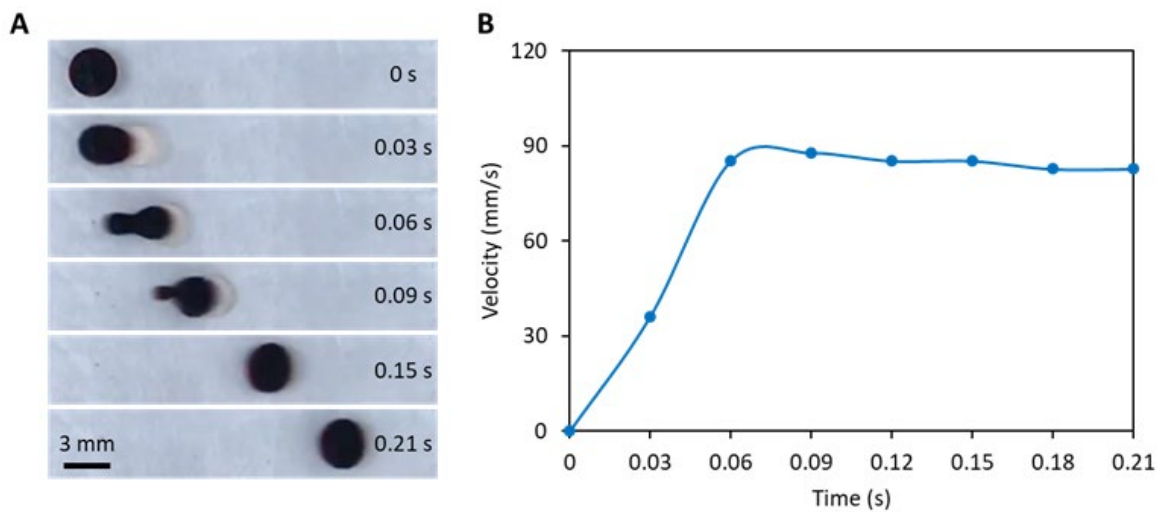 A
0 s
0.03 s
0.06 s
0.09 s
0.15 s
3 mm
0.21 s
B
120
90
60
30
0
Velocity (mm/s)
0 0.03 0.06 0.09 0.12 0.15 0.18 0.21
Time (s)